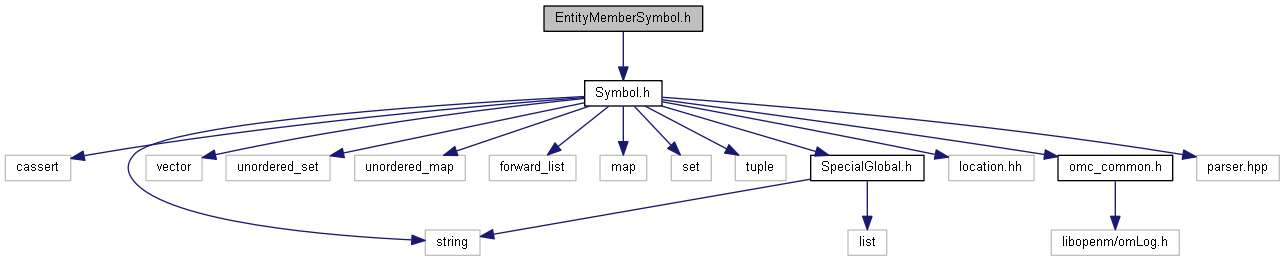 EntityMemberSymbol.h
Symbol.h
cassert
vector
unordered_set
unordered_map
forward_list
map
set
tuple
SpecialGlobal.h
location.hh
omc_common.h
parser.hpp
string
list
libopenm/omLog.h